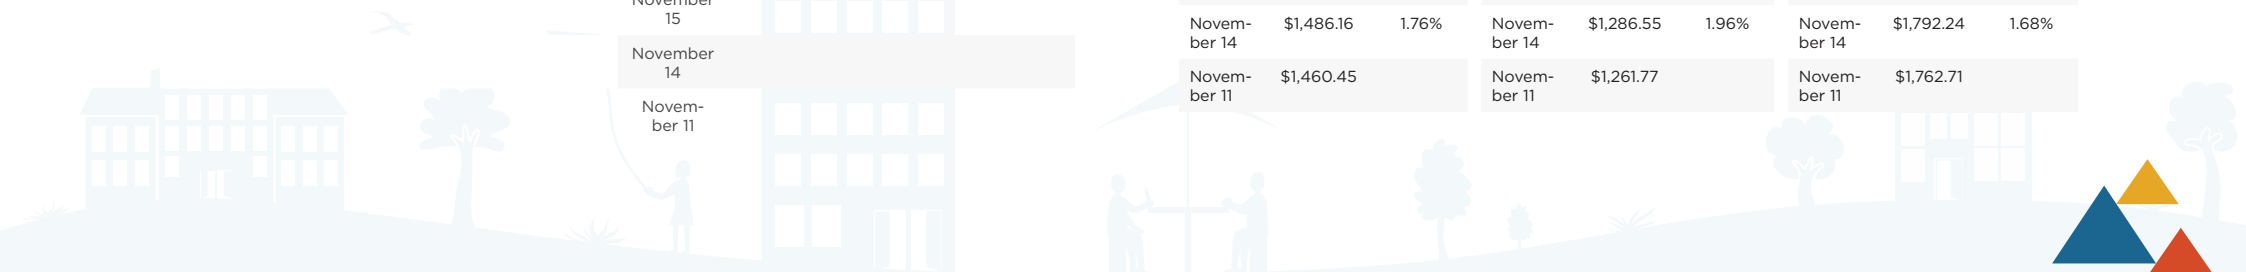 November
15
November
14
Novem-
ber 11
Novem-
ber 14
$1,486.16
1.76%
Novem-
ber 11
$1,460.45
Novem-
ber 14
$1,286.55
1.96%
Novem-
ber 11
$1,261.77
Novem-
ber 14
$1,792.24
1.68%
Novem-
ber 11
$1,762.71